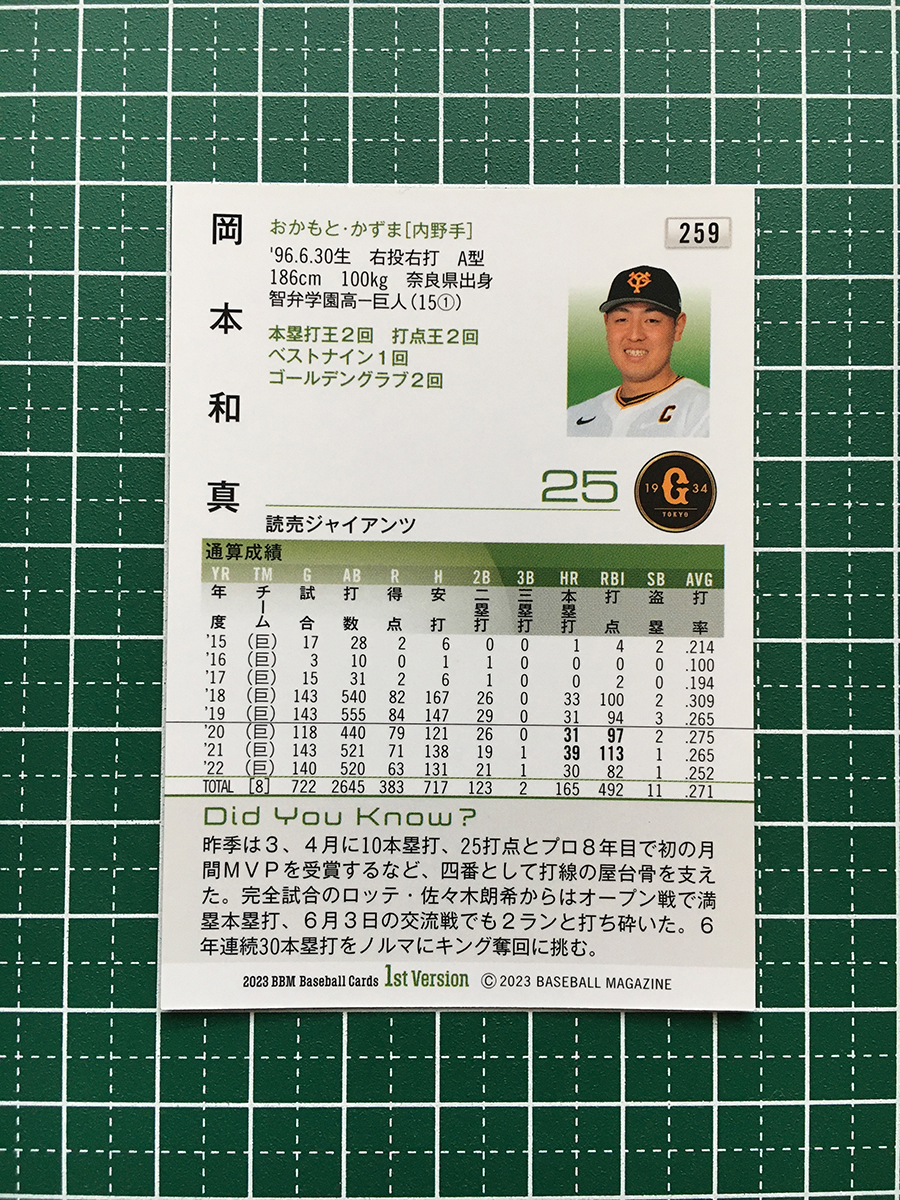 岡本和真
おかもと・かずま[内野手]
259
'96.6.30生 右投右打 A型
186cm 100kg 奈良県出身
智弁学園高ー巨人(15①)
本塁打王2回 打点王2回
ベストナイン1回
ゴールデングラブ2回
C
25
19 G 34
TOKYO
読売ジャイアンツ
通算成績
YR TM G AB R H 2B 3B HR RBI SB AVG
年度 チーム 試合 打数 得点 安打 二塁打 三塁打 本塁打 打点 盗塁 打率
'15 (巨) 17 28 2 6 0 0 1 4 2 .214
'16 (巨) 3 10 0 1 1 0 0 0 0 .100
'17 (巨) 15 31 2 6 1 0 0 2 0 .194
'18 (巨) 143 540 82 167 26 0 33 100 2 .309
'19 (巨) 143 555 84 147 29 0 31 94 3 .265
'20 (巨) 118 440 79 121 26 0 31 97 2 .275
'21 (巨) 143 521 71 138 19 1 39 113 1 .265
'22 (巨) 140 520 63 131 21 1 30 82 1 .252
TOTAL [8] 722 2645 383 717 123 2 165 492 11 .271
Did You Know?
昨季は3、4月に10本塁打、25打点とプロ8年目で初の月
間MVPを受賞するなど、四番として打線の屋台骨を支え
た。完全試合のロッテ・佐々木朗希からはオープン戦で満
塁本塁打、6月3日の交流戦でも2ランと打ち砕いた。6
年連続30本塁打をノルマにキング奪回に挑む。
2023 BBM Baseball Cards 1st Version ©2023 BASEBALL MAGAZINE